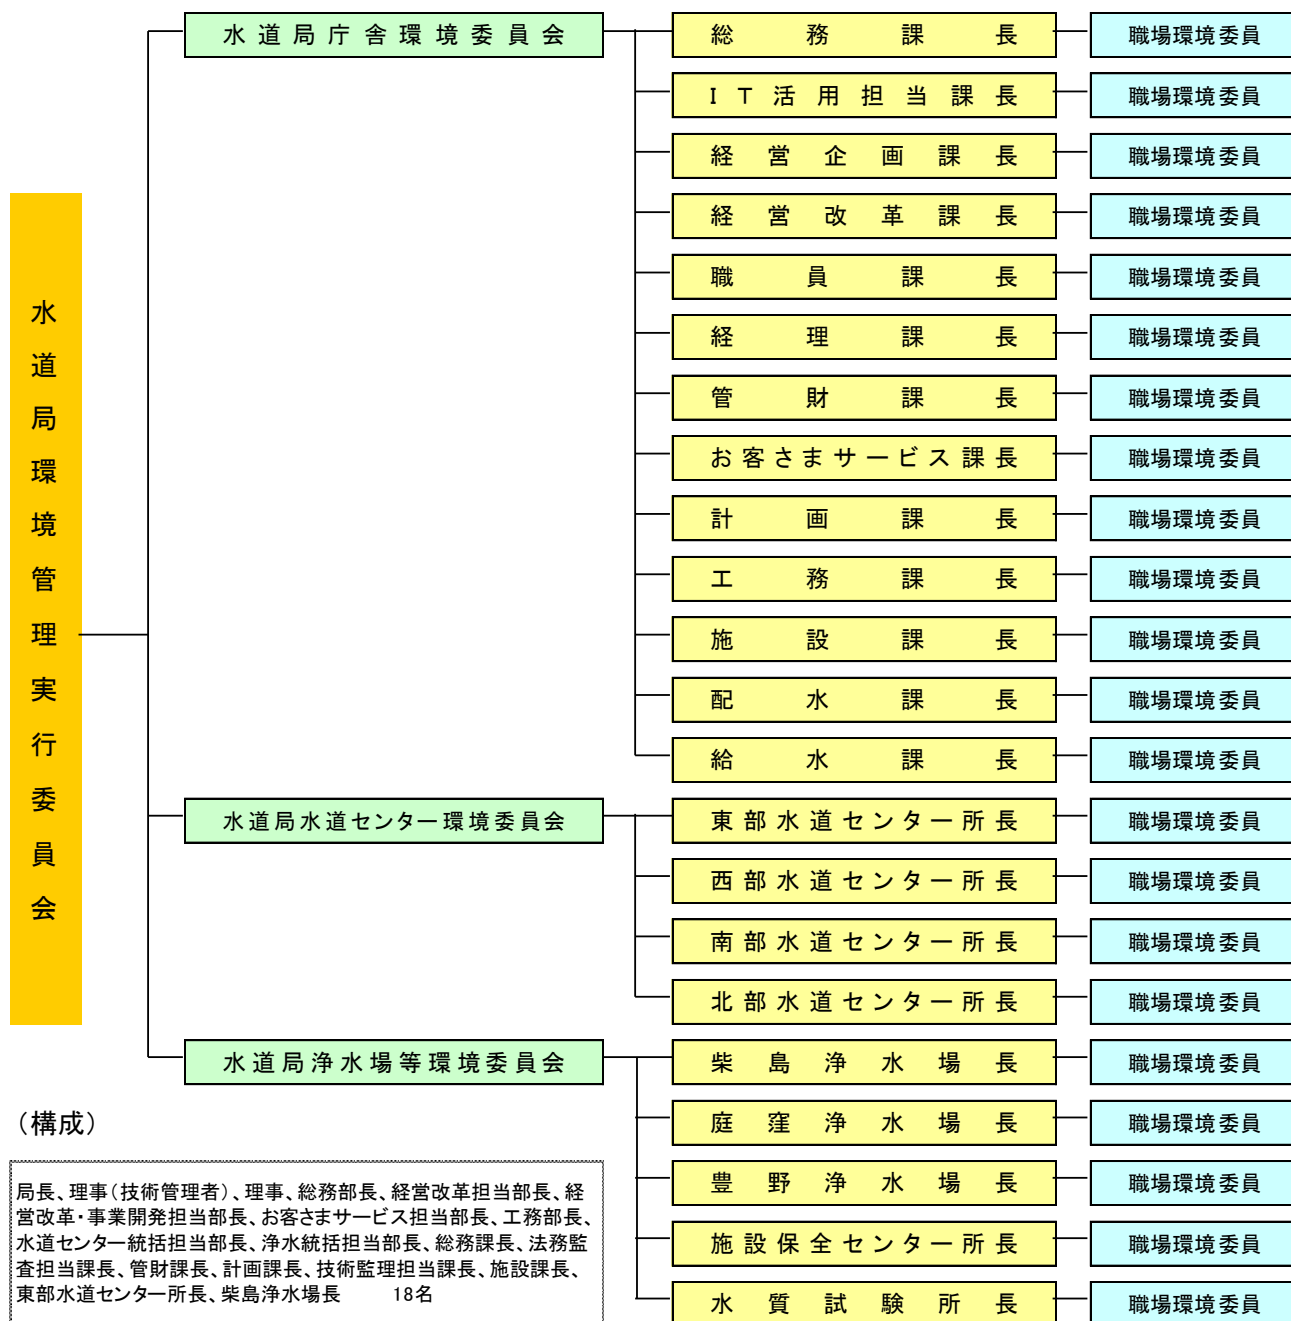 水道局環境管理実行委員会
水道局庁舎環境委員会
総務課長 職場環境委員
IT活用担当課長 職場環境委員
経営企画課長 職場環境委員
経営改革課長 職場環境委員
職員課長 職場環境委員
経理課長 職場環境委員
管財課長 職場環境委員
お客さまサービス課長 職場環境委員
計画課長 職場環境委員
工務課長 職場環境委員
施設課長 職場環境委員
配水課長 職場環境委員
給水課長 職場環境委員
水道局水道センター環境委員会
東部水道センター所長 職場環境委員
西部水道センター所長 職場環境委員
南部水道センター所長 職場環境委員
北部水道センター所長 職場環境委員
水道局浄水場等環境委員会
柴島浄水場長 職場環境委員
庭窪浄水場長 職場環境委員
豊野浄水場長 職場環境委員
施設保全センター所長 職場環境委員
水質試験所長 職場環境委員
（構成）
局長、理事（技術管理者）、理事、総務部長、経営改革担当部長、経
営改革・事業開発担当部長、お客さまサービス担当部長、工務部長、
水道センター統括担当部長、浄水統括担当部長、総務課長、法務監
査担当課長、管財課長、計画課長、技術監理担当課長、施設課長、
東部水道センター所長、柴島浄水場長 18名